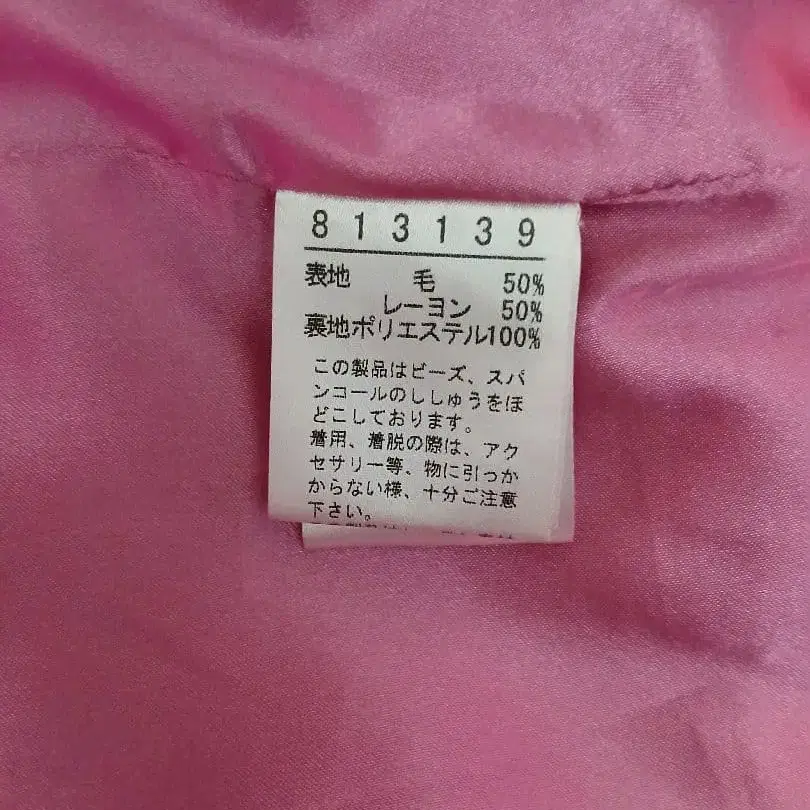 813139
表地 毛 50%
レーヨン 50%
裏地ポリエステル100%
この製品はビーズ、スパ
ンコールのししゅうをほ
どこしております。
着用、着脱の際は、アク
セサリー等、物に引っか
からない様、十分ご注意
下さい。